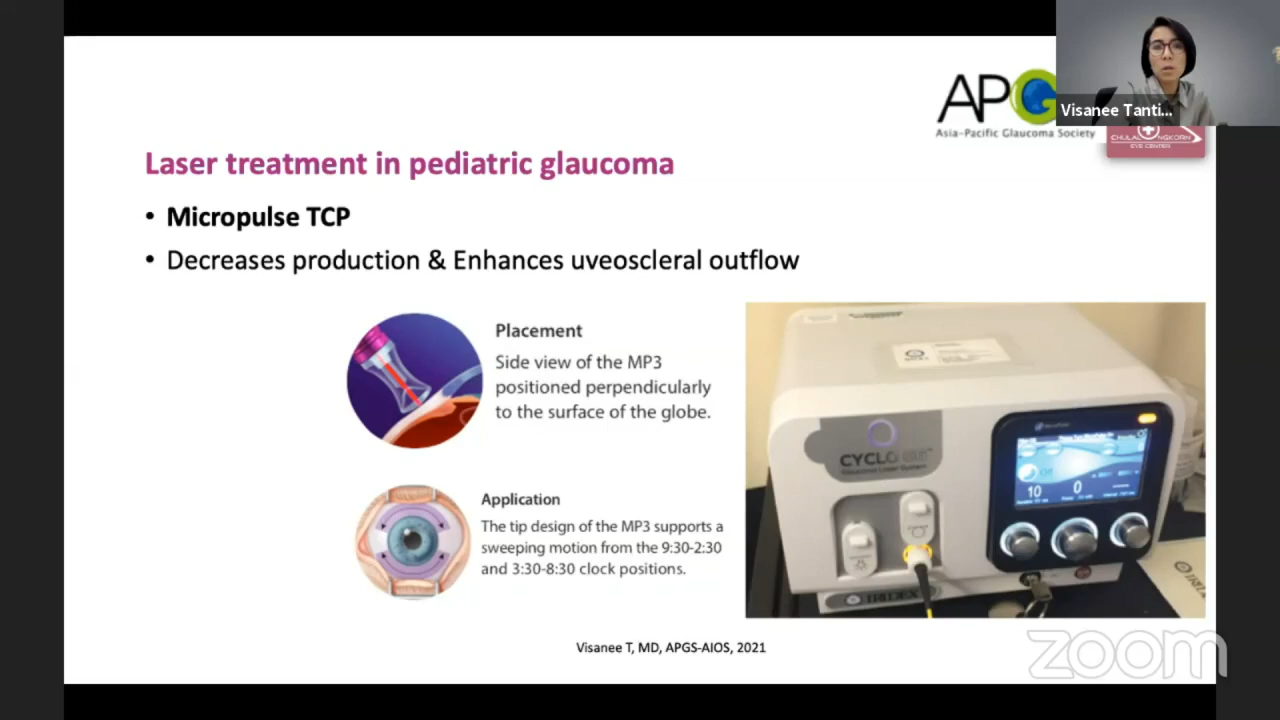 APG
Asia-Pacific Glaucoma Society
Visanee Tanti...
CHULALONGKORN
EYE CENTER
Laser treatment in pediatric glaucoma
• Micropulse TCP
• Decreases production & Enhances uveoscleral outflow
Placement
Side view of the MP3
positioned perpendicularly
to the surface of the globe.
Application
The tip design of the MP3 supports a
sweeping motion from the 9:30-2:30
and 3:30-8:30 clock positions.
CYCLO
Glaucoma Laser System
10
0
IRIDEX
Visanee T, MD, APGS-AIOS, 2021
zoom